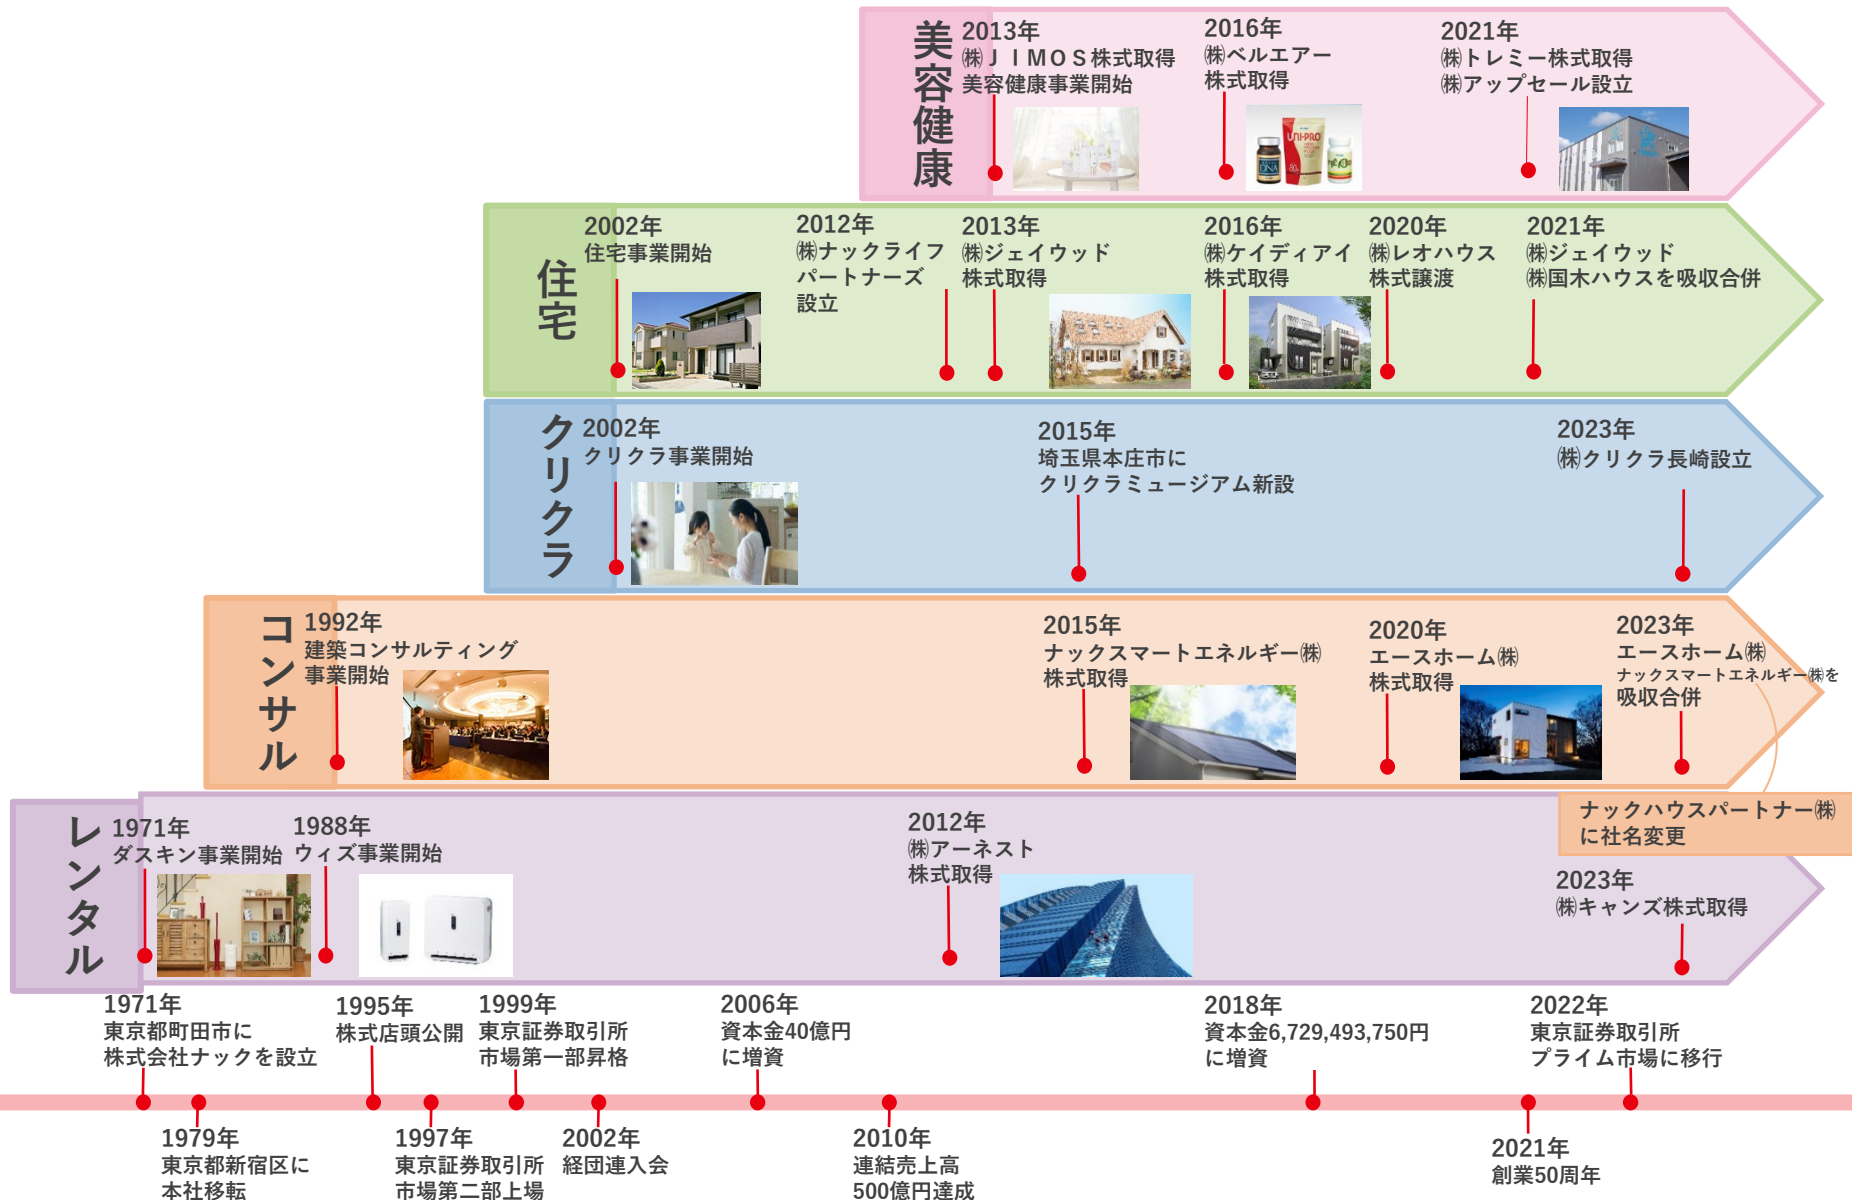 美容健康
2013年
㈱ＪＩＭＯＳ株式取得
美容健康事業開始
2016年
㈱ベルエアー
株式取得
2021年
㈱トレミー株式取得
㈱アップセール設立
UNI-PRO
DNA
住宅
2002年
住宅事業開始
2012年
㈱ナックライフ
パートナーズ
設立
2013年
㈱ジェイウッド
株式取得
2016年
㈱ケイディアイ
株式取得
2020年
㈱レオハウス
株式譲渡
2021年
㈱ジェイウッド
㈱国木ハウスを吸収合併
クリクラ
2002年
クリクラ事業開始
2015年
埼玉県本庄市に
クリクラミュージアム新設
2023年
㈱クリクラ長崎設立
コンサル
1992年
建築コンサルティング
事業開始
2015年
ナックスマートエネルギー㈱
株式取得
2020年
エースホーム㈱
株式取得
2023年
エースホーム㈱
ナックスマートエネルギー㈱を
吸収合併
ナックハウスパートナー㈱
に社名変更
レンタル
1971年
ダスキン事業開始
1988年
ウィズ事業開始
2012年
㈱アーネスト
株式取得
2023年
㈱キャンズ株式取得
1971年
東京都町田市に
株式会社ナックを設立
1995年
株式店頭公開
1999年
東京証券取引所
市場第一部昇格
2006年
資本金40億円
に増資
2018年
資本金6,729,493,750円
に増資
2022年
東京証券取引所
プライム市場に移行
1979年
東京都新宿区に
本社移転
1997年
東京証券取引所
市場第二部上場
2002年
経団連入会
2010年
連結売上高
500億円達成
2021年
創業50周年